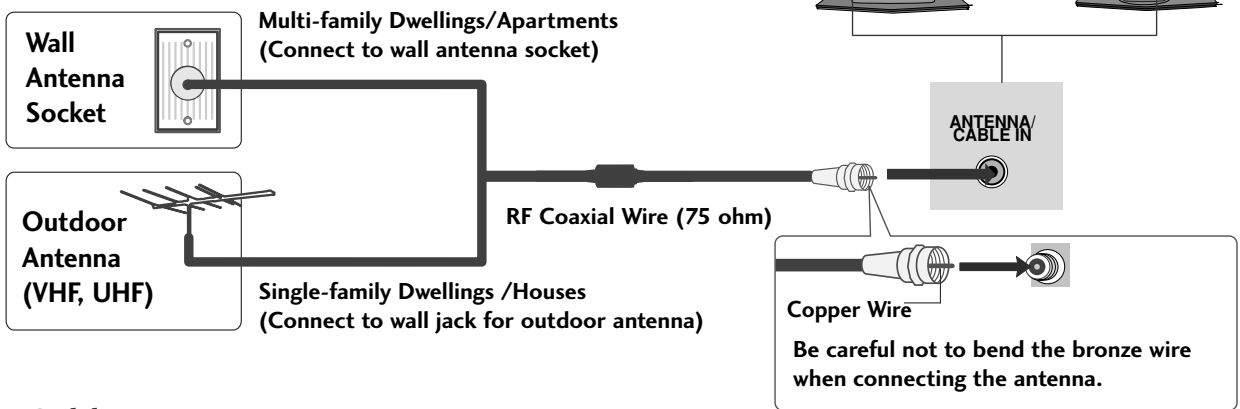 Multi-family Dwellings/Apartments
(Connect to wall antenna socket)
Wall
Antenna
Socket
ANTENNA/
CABLE IN
RF Coaxial Wire (75 ohm)
Outdoor
Antenna
(VHF, UHF)
Single-family Dwellings /Houses
(Connect to wall jack for outdoor antenna)
Copper Wire
Be careful not to bend the bronze wire
when connecting the antenna.